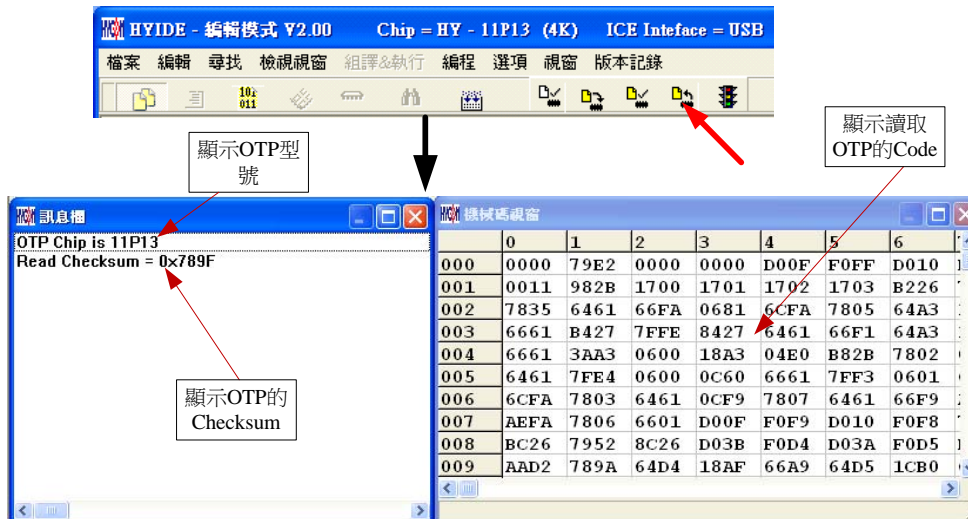 HYIDE - 編輯模式 V2.00 Chip = HY - 11P13 (4K) ICE Inteface = USB
檔案 編輯 尋找 檢視視窗 組譯&執行 編程 選項 視窗 版本記錄
顯示OTP型
號
顯示讀取
OTP的Code
訊息欄
OTP Chip is 11P13
Read Checksum = 0x789F
顯示OTP的
Checksum
機械碼視窗
0 1 2 3 4 5 6
000 0000 79E2 0000 0000 D00F F0FF D010
001 0011 982B 1700 1701 1702 1703 B226
002 7835 6461 66FA 0681 6CFA 7805 64A3
003 6661 B427 7FFE 8427 6461 66F1 64A3
004 6661 3AA3 0600 18A3 04E0 B82B 7802
005 6461 7FE4 0600 0C60 6661 7FF3 0601
006 6CFA 7803 6461 0CF9 7807 6461 66F9
007 AEFA 7806 6601 D00F F0F9 D010 F0F8
008 BC26 7952 8C26 D03B F0D4 D03A F0D5
009 AAD2 789A 64D4 18AF 66A9 64D5 1CB0